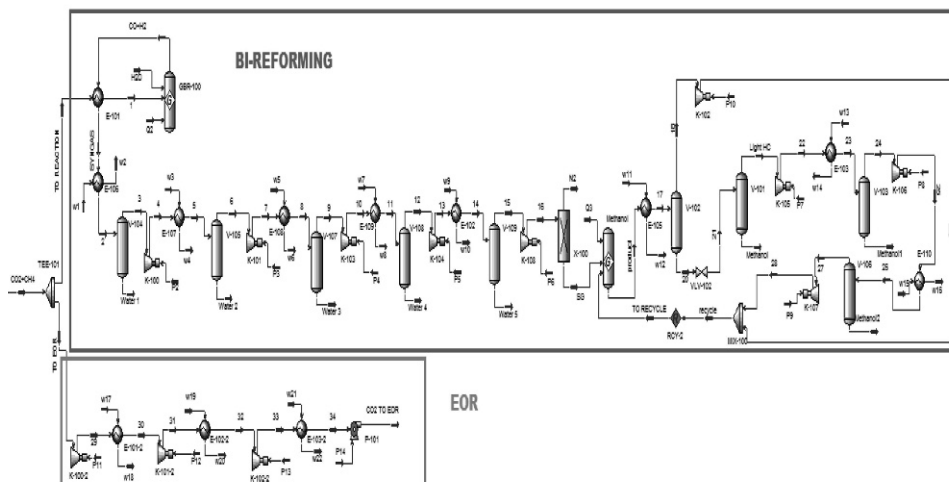 CO+H2
BI-REFORMING
H2O
GBR-100
E-101
1
Q2
TO REACTION
SYNGAS
w2
E-106
w1
2
3
V-104
4
w3
E-107
5
w4
6
V-105
7
w5
E-108
8
w6
9
V-107
10
w7
E-109
11
w8
12
V-108
13
w9
E-102
14
w10
15
V-109
16
N2
X-100
Q3
Methanol
w11
17
E-105
w12
V-102
K-102
P10
Light HC
V-101
22
w13
E-103
23
w14
24
V-103
K-106
P8
K-105
P7
K-100
P2
K-101
P3
K-103
P4
K-104
P5
K-108
P6
SG
product
VLV-102
Methanol
Methanol1
E-110
w15
w16
26
V-106
27
28
K-107
P9
Methanol2
Water 1
Water 2
Water 3
Water 4
Water 5
TO RECYCLE
RCY-2
recycle
MIX-100
CO2+CH4
TEE-101
TO EOR
EOR
w17
29
E-101-2
30
w18
K-100-2
P11
31
w19
E-102-2
32
w20
K-101-2
P12
33
w21
E-103-2
34
w22
K-102-2
P13
P14
P-101
CO2 TO EOR